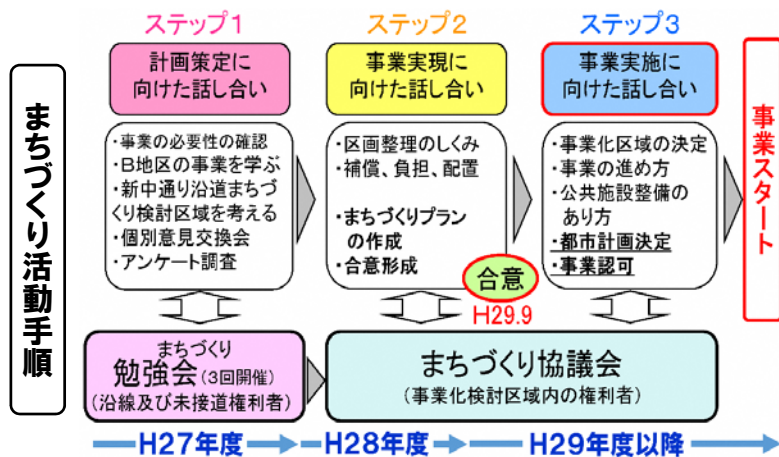 まちづくり活動手順
ステップ1
計画策定に
向けた話し合い
・事業の必要性の確認
・B地区の事業を学ぶ
・新中通り沿道まちづ
くり検討区域を考える
・個別意見交換会
・アンケート調査
ステップ2
事業実現に
向けた話し合い
・区画整理のしくみ
・補償、負担、配置
・まちづくりプラン
の作成
・合意形成
合意
H29.9
ステップ3
事業実施に
向けた話し合い
・事業化区域の決定
・事業の進め方
・公共施設整備の
あり方
・都市計画決定
・事業認可
事業スタート
まちづくり
勉強会(3回開催)
(沿線及び未接道権利者)
まちづくり協議会
(事業化検討区域内の権利者)
H27年度
H28年度
H29年度以降